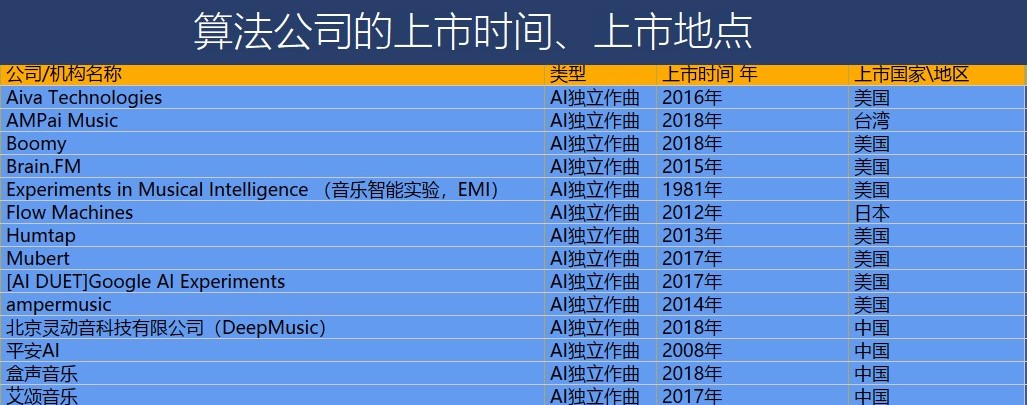 算法公司的上市时间、上市地点
公司/机构名称 类型 上市时间 年 上市国家\地区
Aiva Technologies AI独立作曲 2016年 美国
AMPai Music AI独立作曲 2018年 台湾
Boomy AI独立作曲 2018年 美国
Brain.FM AI独立作曲 2015年 美国
Experiments in Musical Intelligence （音乐智能实验，EMI） AI独立作曲 1981年 美国
Flow Machines AI独立作曲 2012年 日本
Humtap AI独立作曲 2013年 美国
Mubert AI独立作曲 2017年 美国
[AI DUET]Google AI Experiments AI独立作曲 2017年 美国
ampermusic AI独立作曲 2014年 美国
北京灵动音科技有限公司（DeepMusic） AI独立作曲 2018年 中国
平安AI AI独立作曲 2008年 中国
盒声音乐 AI独立作曲 2018年 中国
艾颂音乐 AI独立作曲 2017年 中国